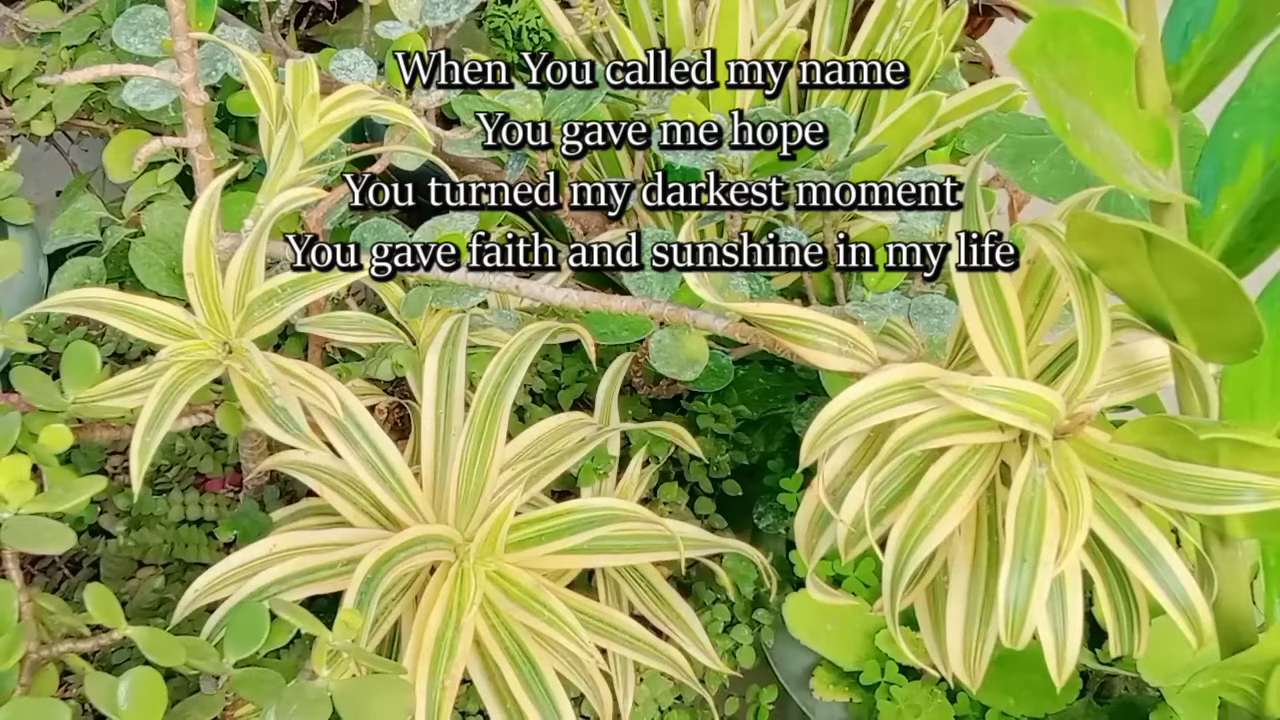 When You called my name
You gave me hope
You turned my darkest moment
You gave faith and sunshine in my life